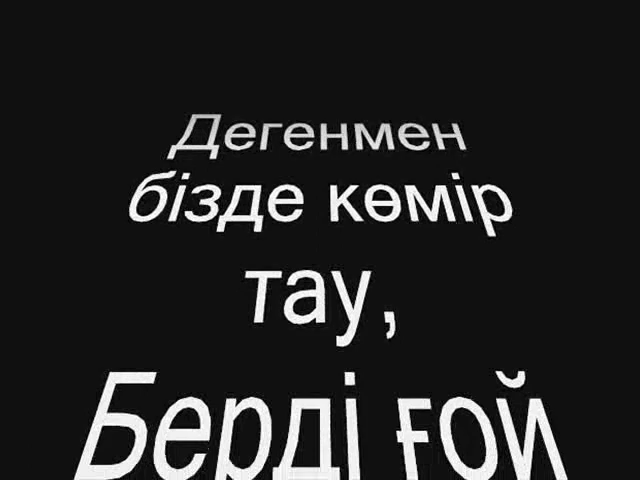 Дегенмен
бізде көмір
тау,
Берді ғой